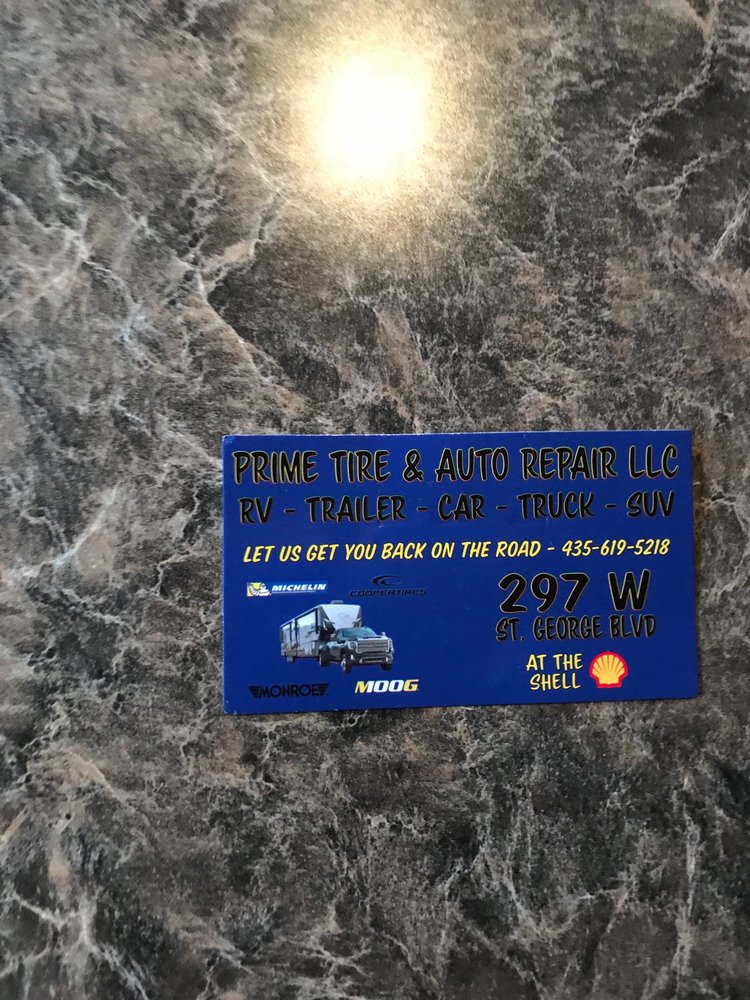 PRIME TIRE & AUTO REPAIR LLC
RV - TRAILER - CAR - TRUCK - SUV
LET US GET YOU BACK ON THE ROAD - 435-619-5218
MICHELIN
COOPERTIRES
297 W
ST. GEORGE BLVD
AT THE
SHELL
MONROE
MOOG